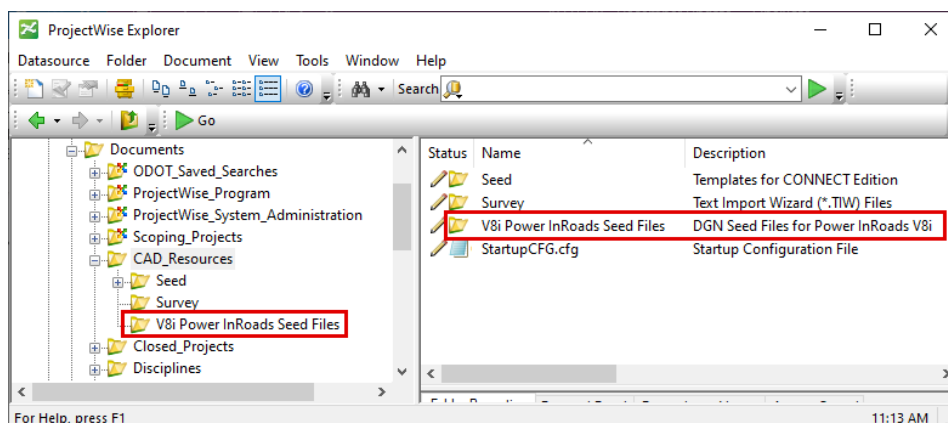 ProjectWise Explorer
Datasource Folder Document View Tools Window Help
Search
Go
Documents
ODOT_Saved_Searches
ProjectWise_Program
ProjectWise_System_Administration
Scoping_Projects
CAD_Resources
Seed
Survey
V8i Power InRoads Seed Files
Closed_Projects
Disciplines
Status Name Description
Seed Templates for CONNECT Edition
Survey Text Import Wizard (*.TIW) Files
V8i Power InRoads Seed Files DGN Seed Files for Power InRoads V8i
StartupCFG.cfg Startup Configuration File
For Help, press F1 11:13 AM